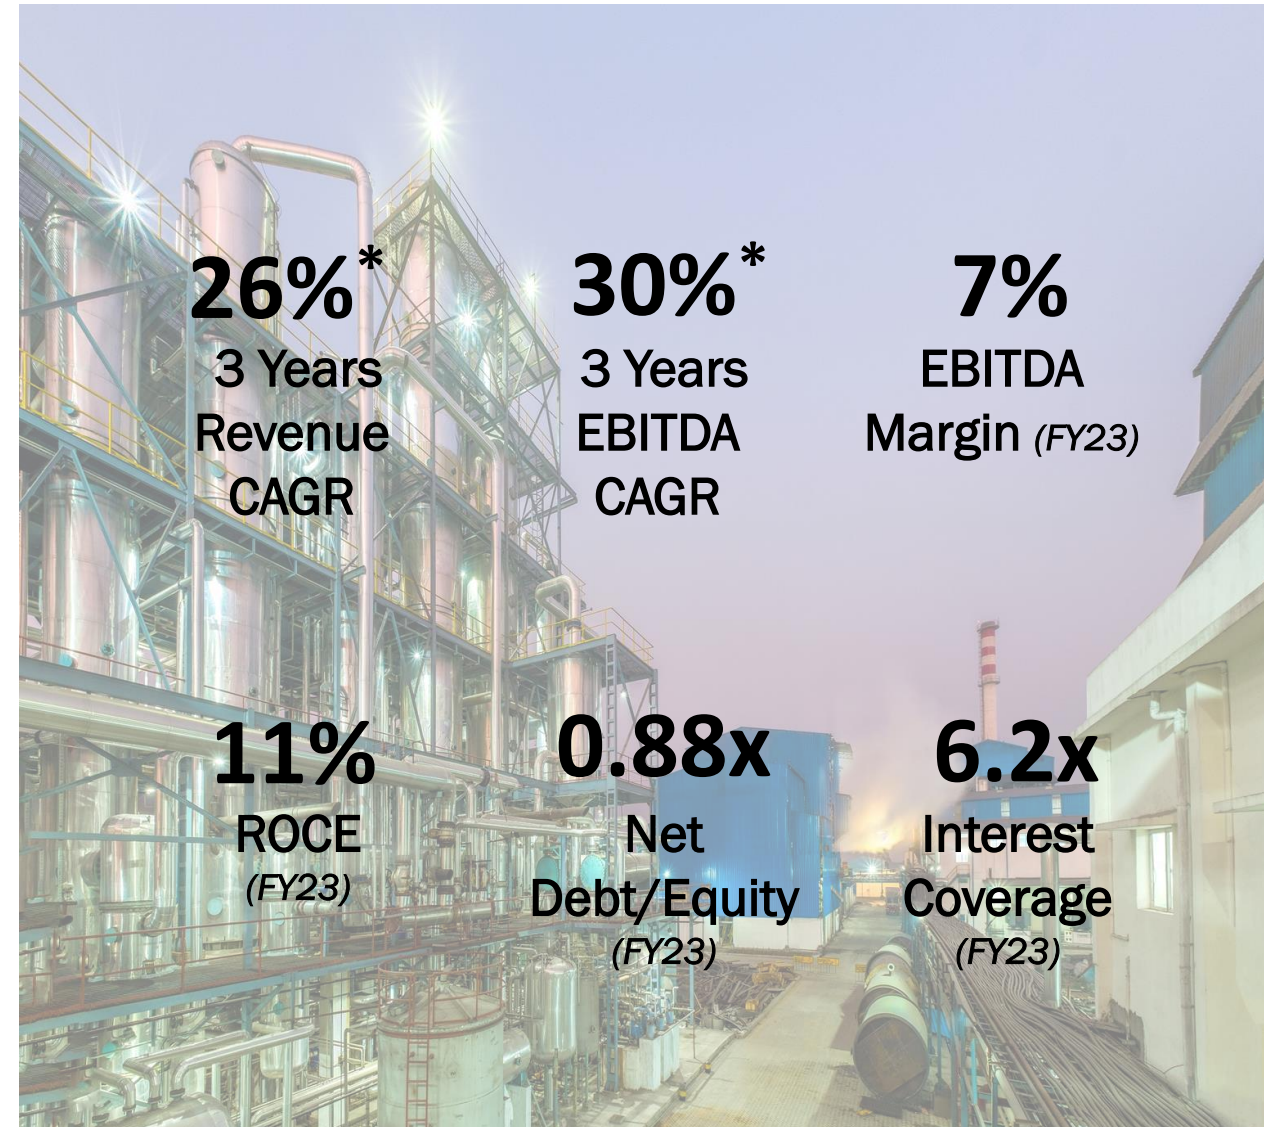 26%*
3 Years
Revenue
CAGR
30%*
3 Years
EBITDA
CAGR
7%
EBITDA
Margin (FY23)
11%
ROCE
(FY23)
0.88x
Net
Debt/Equity
(FY23)
6.2x
Interest
Coverage
(FY23)